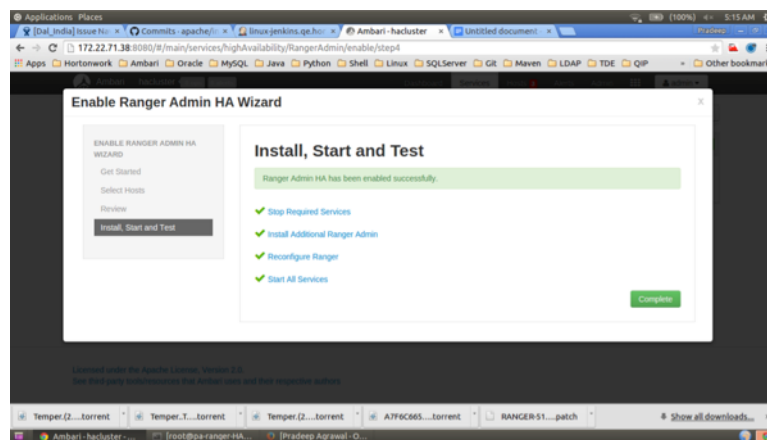 Applications Places
(100%) 5:15 AM
[Dal_India] Issue Na
Commits · apache/
linux-jenkins.qe.hor
Ambari - hacluster
Untitled document
Pradeep
172.22.71.38:8080/#/main/services/highAvailability/RangerAdmin/enable/step4
Apps Hortonwork Ambari Oracle MySQL Java Python Shell Linux SQLServer Git Maven LDAP TDE QIP » Other bookmar
Ambari hacluster
Enable Ranger Admin HA Wizard X
ENABLE RANGER ADMIN HA
WIZARD
Get Started
Select Hosts
Review
Install, Start and Test
Install, Start and Test
Ranger Admin HA has been enabled successfully.
Stop Required Services
Install Additional Ranger Admin
Reconfigure Ranger
Start All Services
Complete
Licensed under the Apache License, Version 2.0.
See third-party tools/resources that Ambari uses and their respective authors
Temper.(2....torrent
Temper..T....torrent
Temper.(2....torrent
A7F6C665....torrent
RANGER-51....patch
Show all downloads...
Ambari - hacluster -...
[root@pa-ranger-HA...
[Pradeep Agrawal - O...